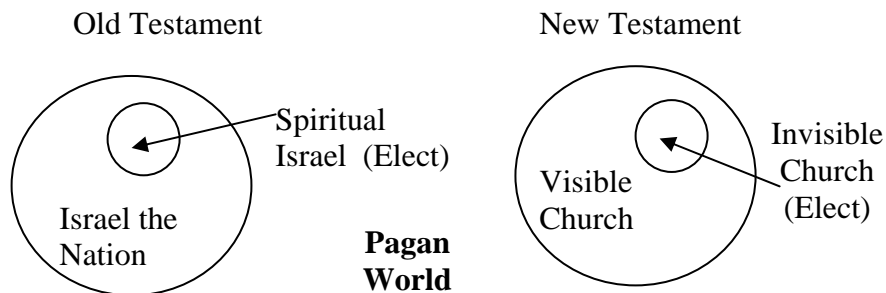 Old Testament
New Testament
Spiritual
Israel (Elect)
Israel the
Nation
Pagan
World
Visible
Church
Invisible
Church
(Elect)